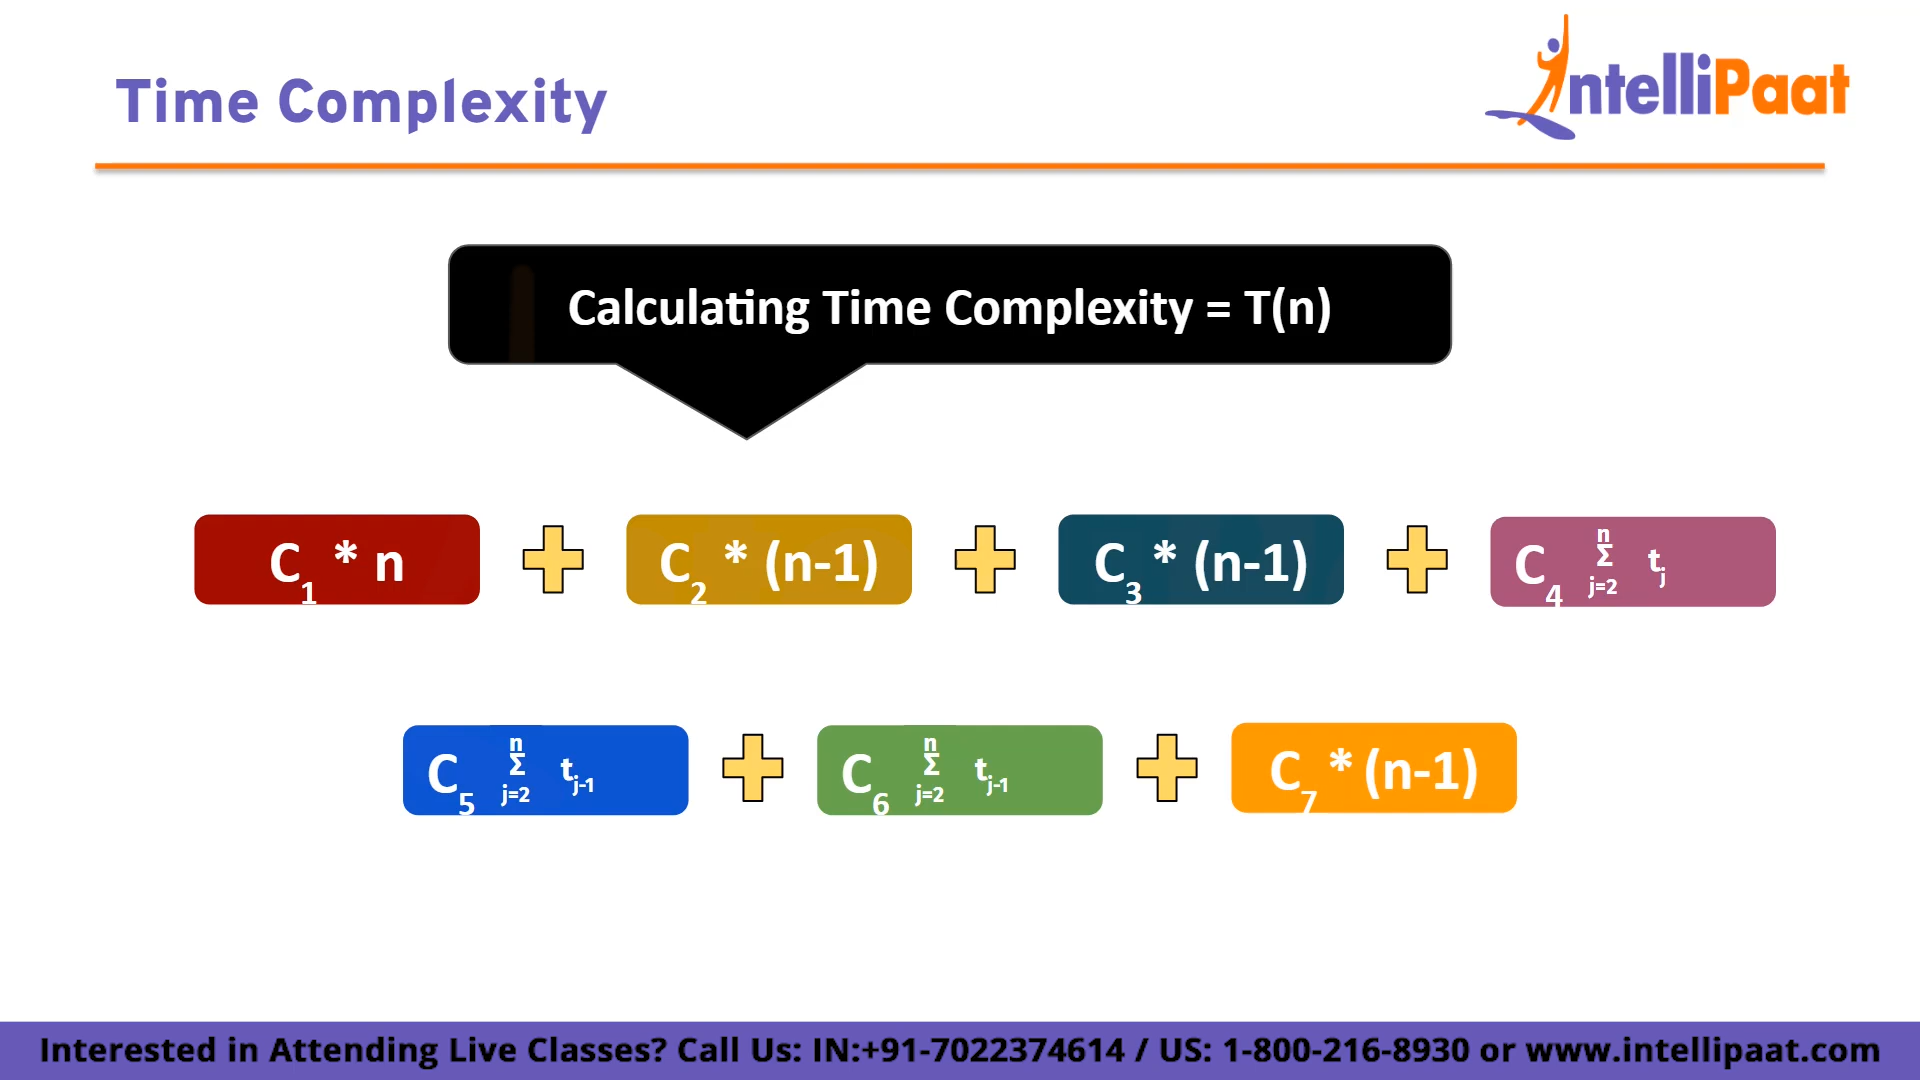 Time Complexity
ntelliPaat
Calculating Time Complexity = T(n)
C₁ * n + C₂ * (n-1) + C₃ * (n-1) + C₄ n Σ j=2 tⱼ
C₅ n Σ j=2 tⱼ₋₁ + C₆ n Σ j=2 tⱼ₋₁ + C₇ * (n-1)
Interested in Attending Live Classes? Call Us: IN:+91-7022374614 / US: 1-800-216-8930 or www.intellipaat.com